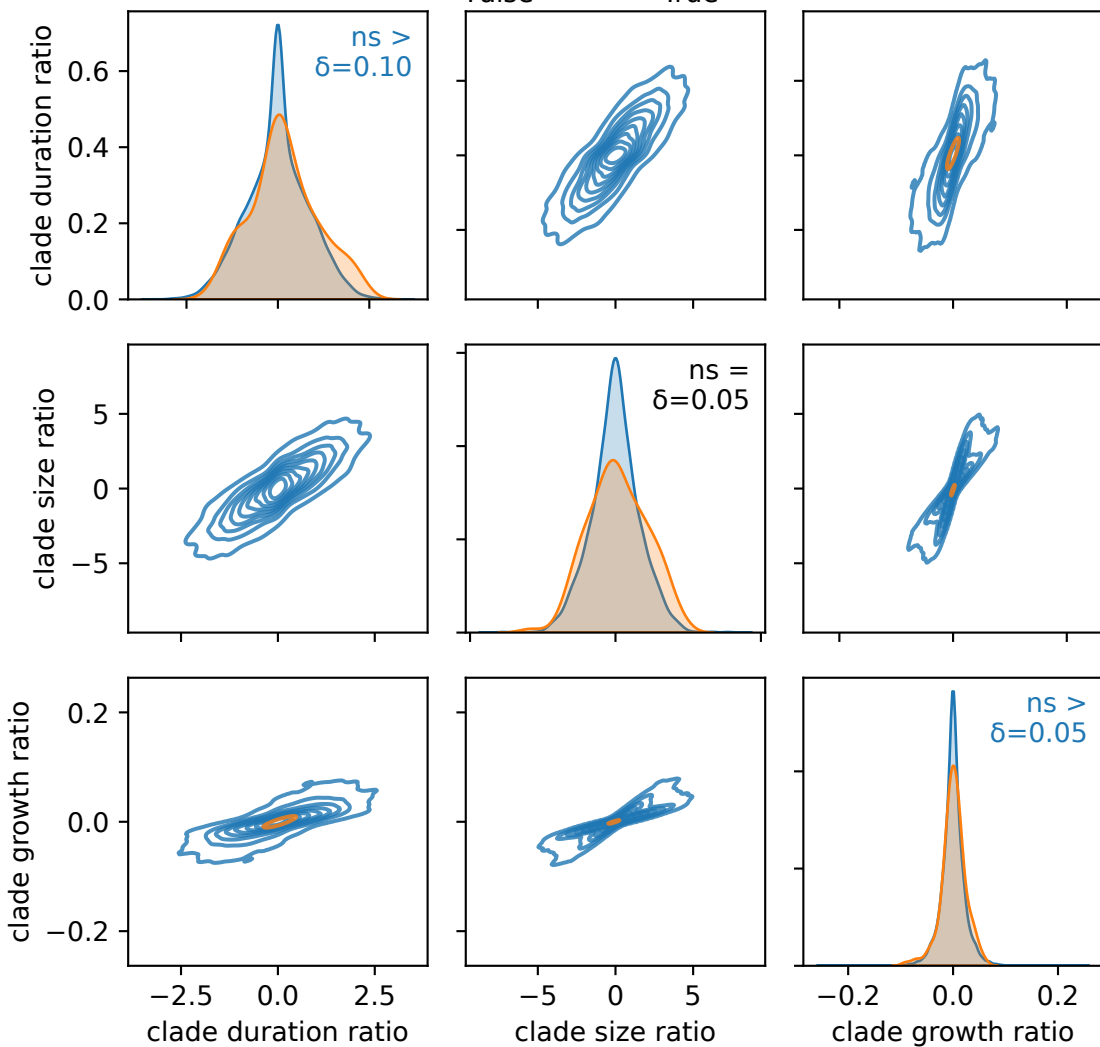 True
clade duration ratio
0.6
0.4
0.2
0.0
ns >
δ=0.10
clade size ratio
5
0
−5
ns =
δ=0.05
clade growth ratio
0.2
0.0
−0.2
ns >
δ=0.05
−2.5 0.0 2.5
−5 0 5
−0.2 0.0 0.2
clade duration ratio
clade size ratio
clade growth ratio